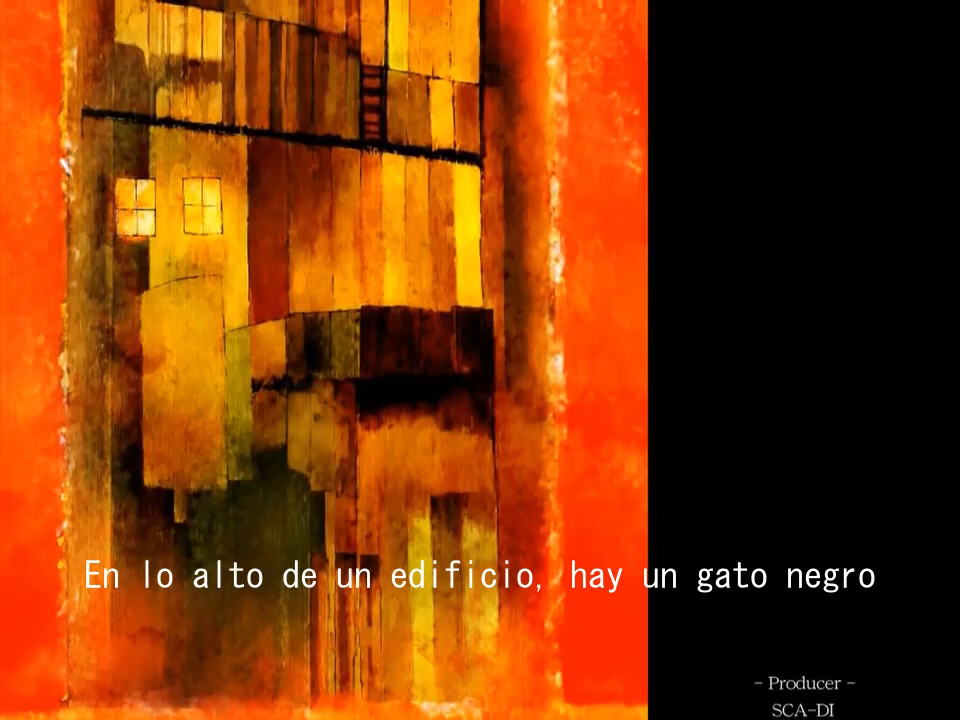 En lo alto de un edificio, hay un gato negro
- Producer -
SCA-DI